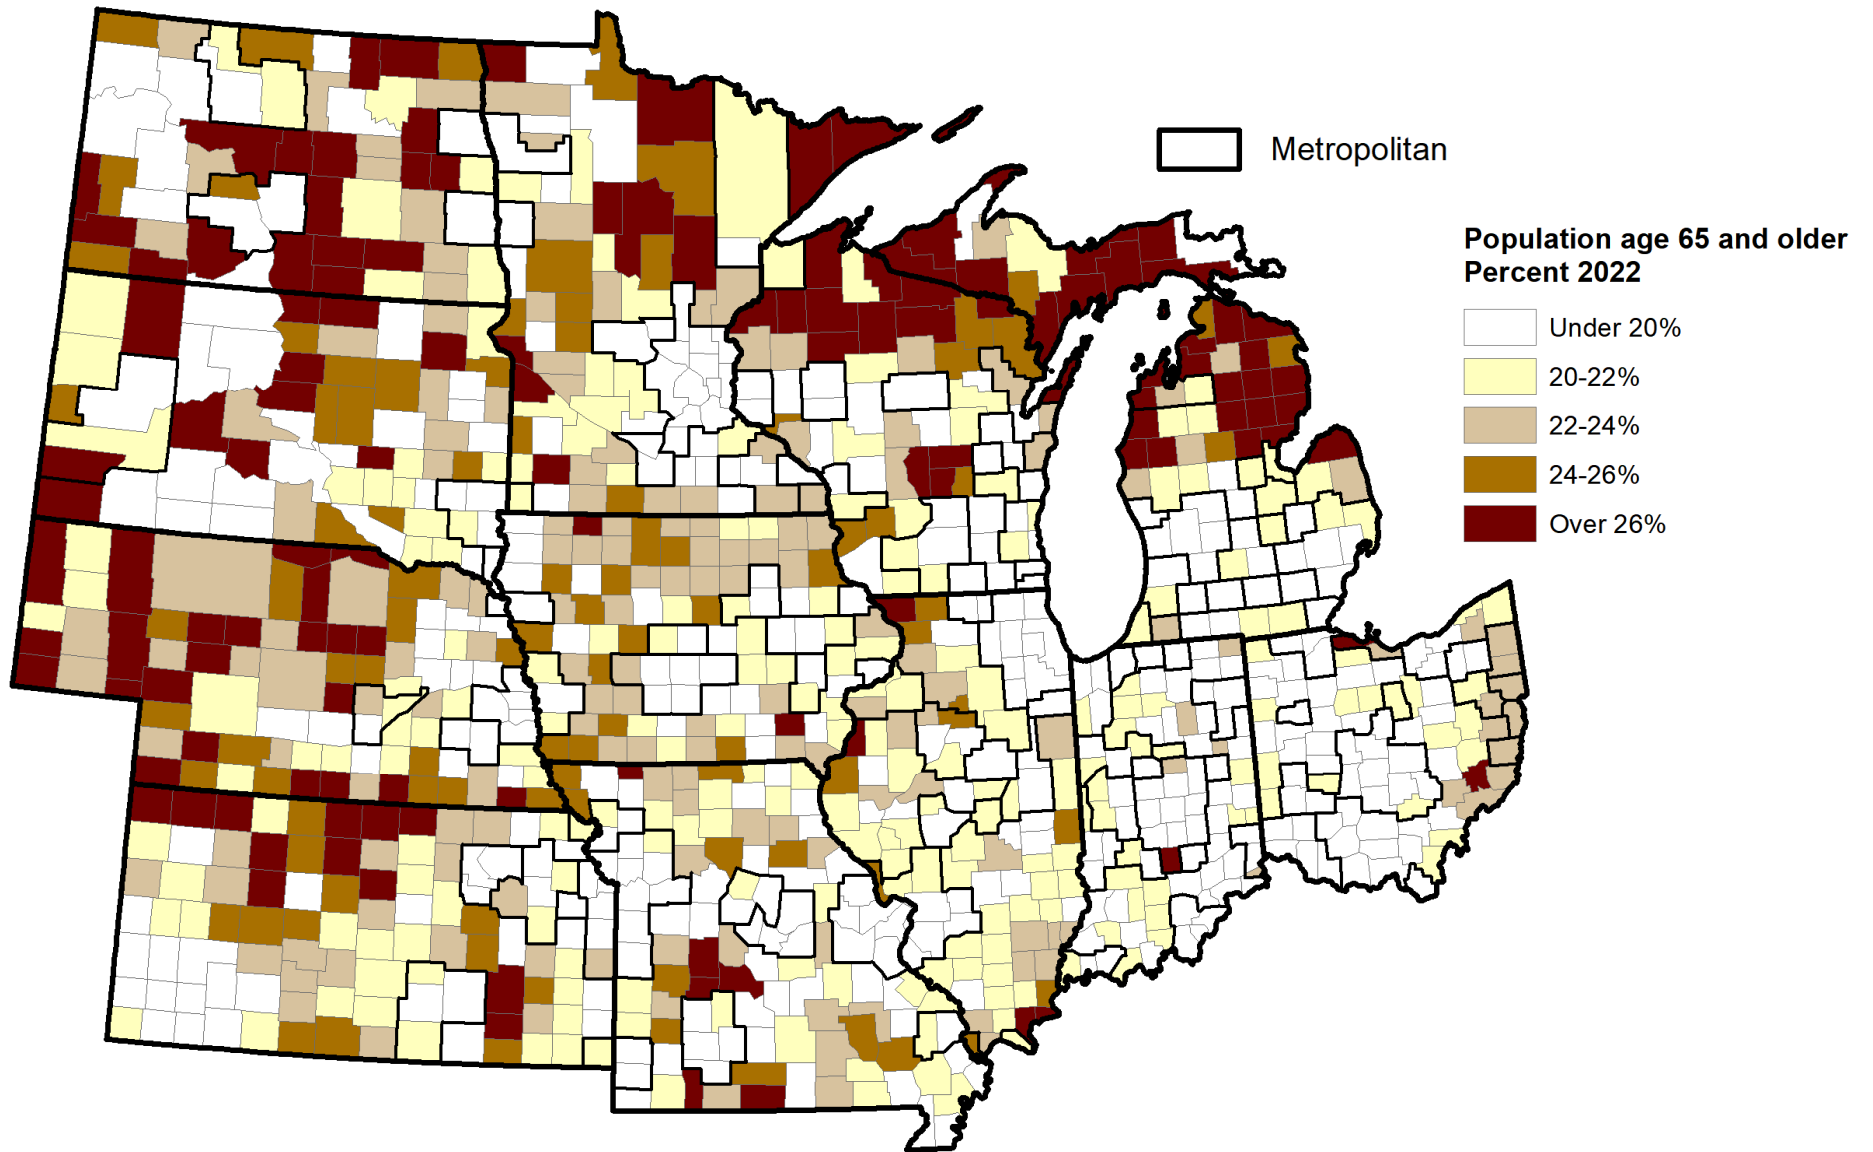 Metropolitan
Population age 65 and older
Percent 2022
Under 20%
20-22%
22-24%
24-26%
Over 26%